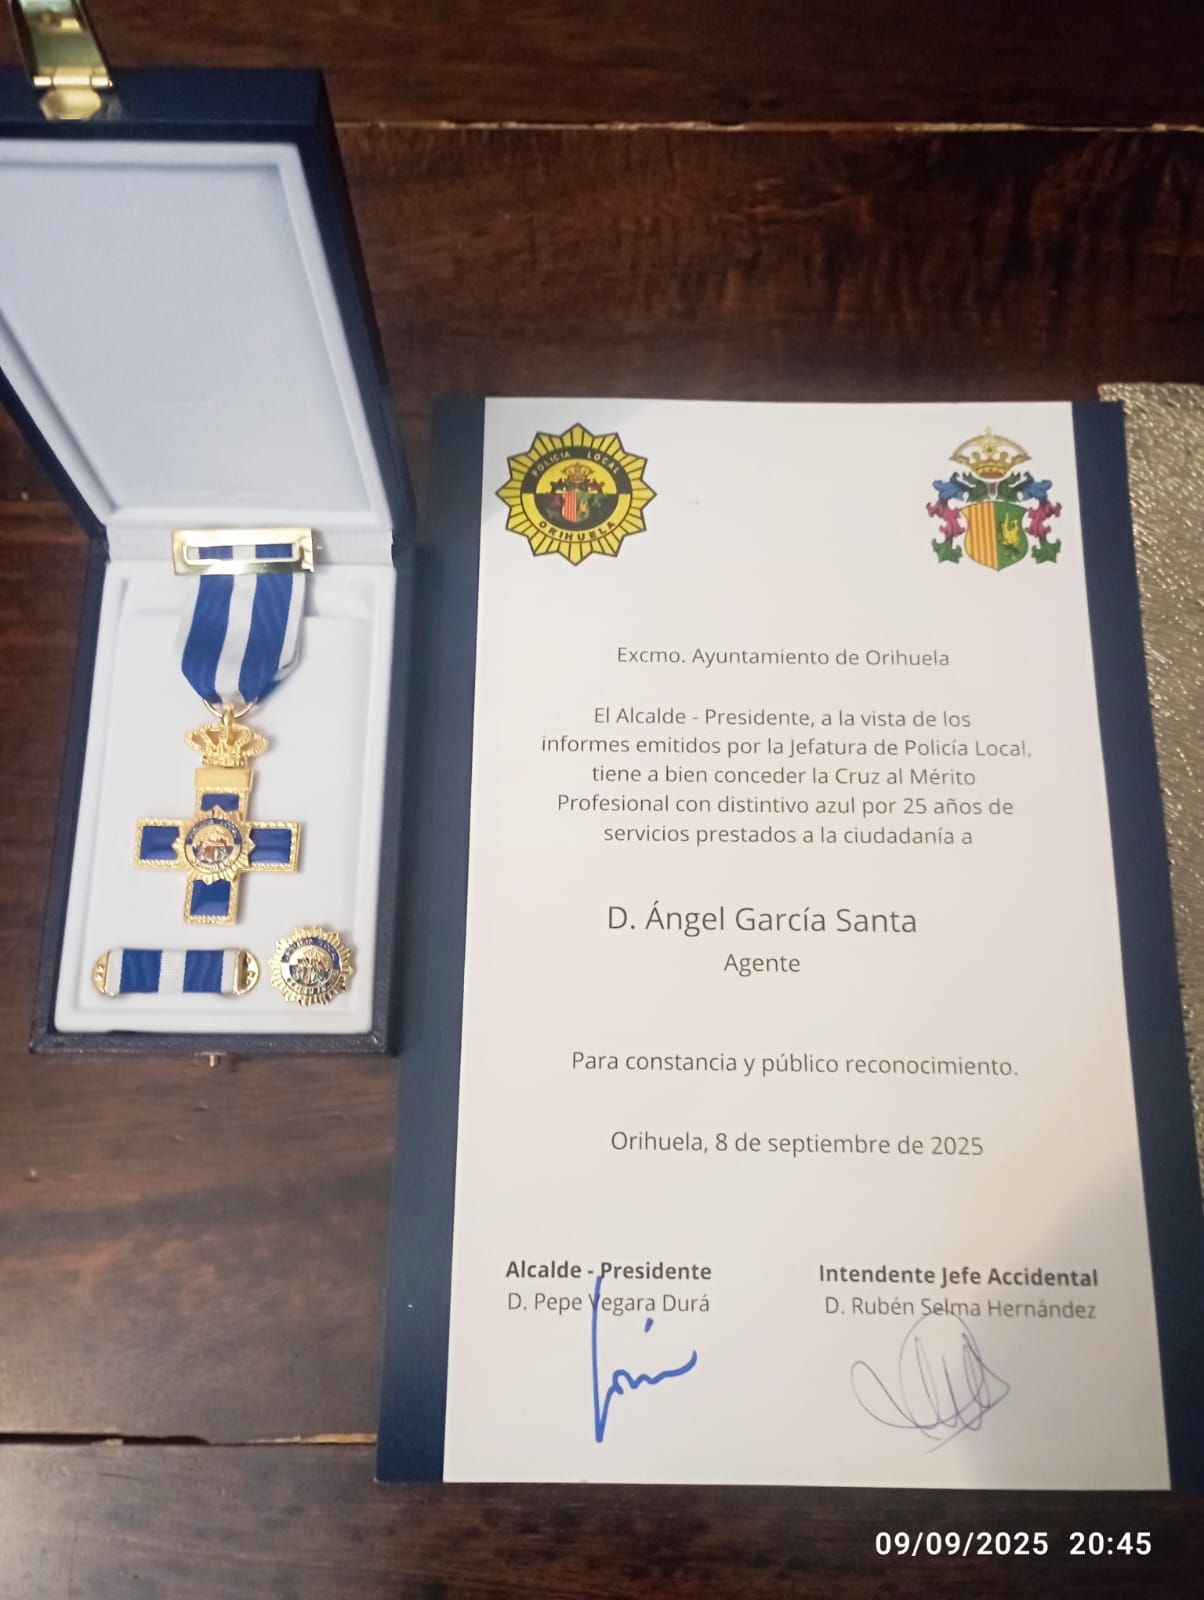 POLICIA LOCAL
ORIHUELA
Excmo. Ayuntamiento de Orihuela
El Alcalde - Presidente, a la vista de los
informes emitidos por la Jefatura de Policía Local,
tiene a bien conceder la Cruz al Mérito
Profesional con distintivo azul por 25 años de
servicios prestados a la ciudadanía a
D. Ángel García Santa
Agente
Para constancia y público reconocimiento.
Orihuela, 8 de septiembre de 2025
Alcalde - Presidente
D. Pepe Vegara Durá
Intendente Jefe Accidental
D. Rubén Selma Hernández
09/09/2025 20:45